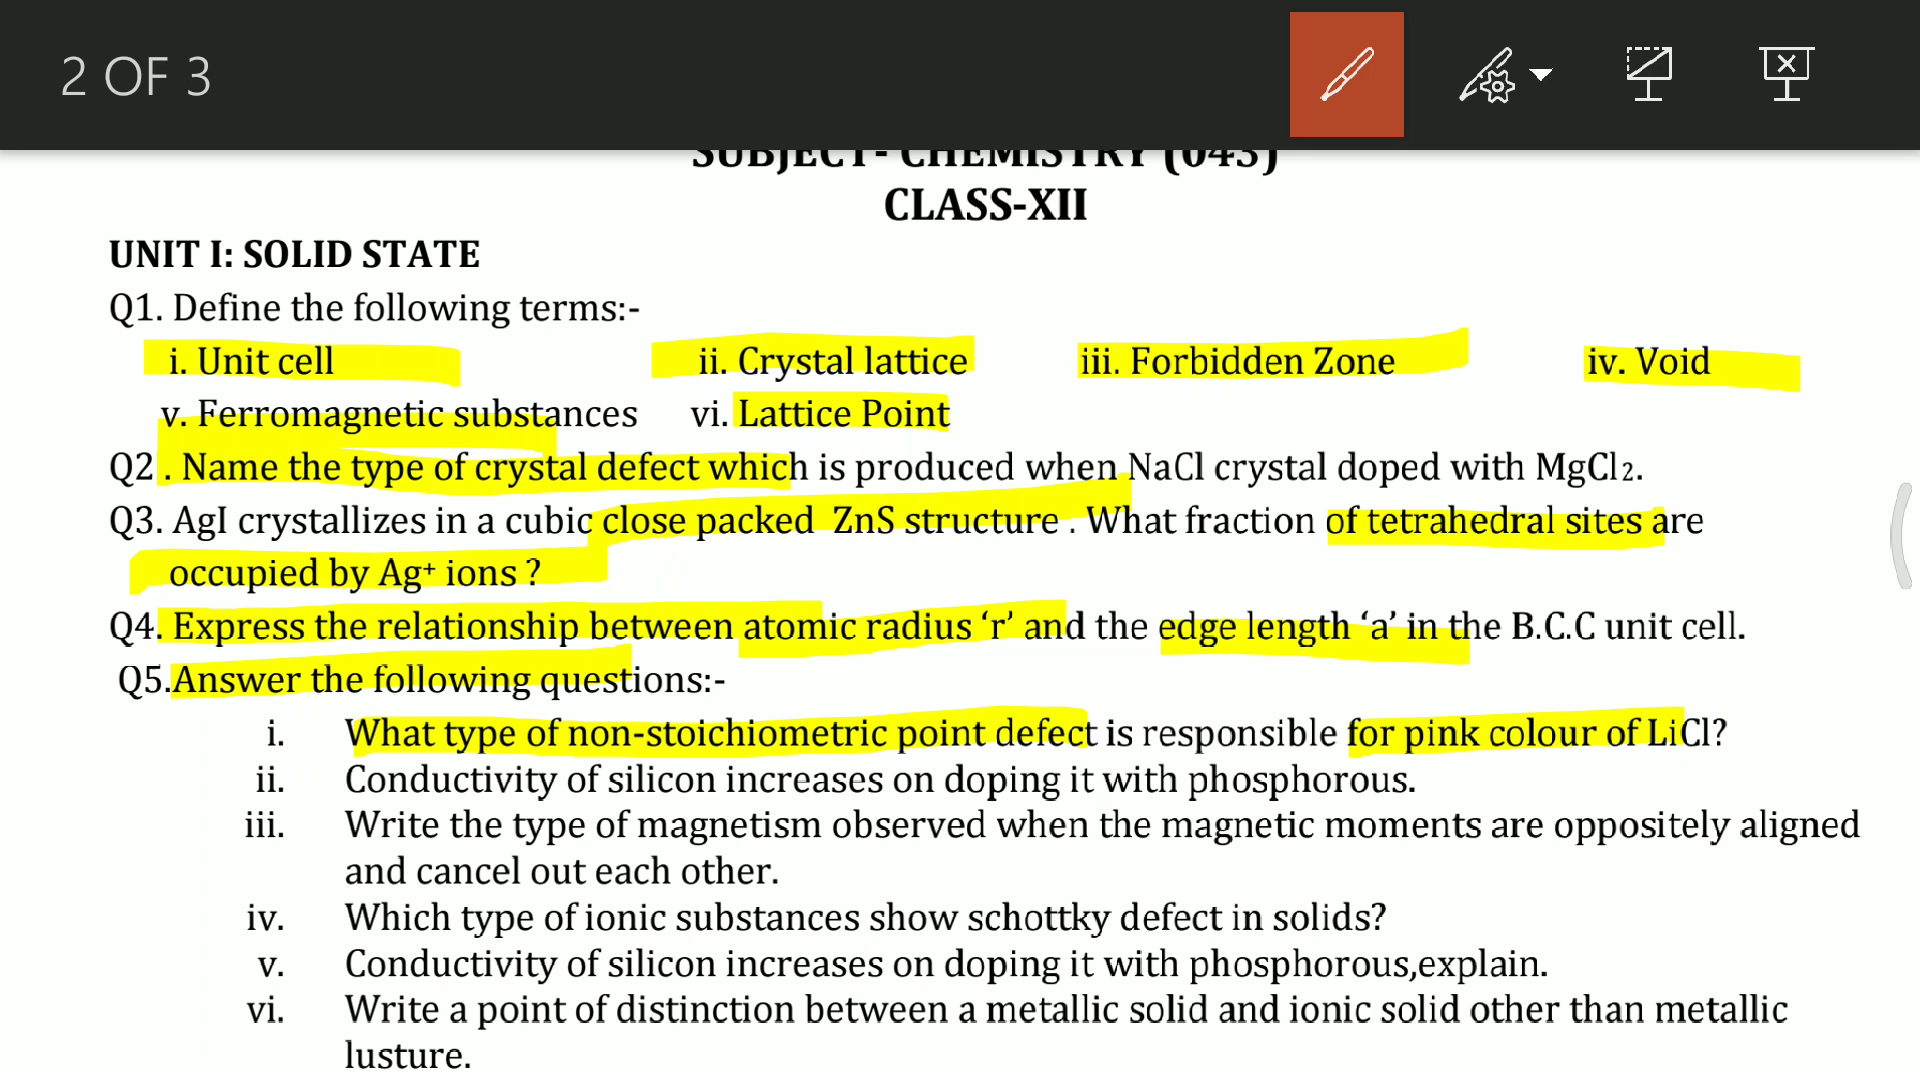 2 OF 3
SUBJECT- CHEMISTRY (043)
CLASS-XII
UNIT I: SOLID STATE
Q1. Define the following terms:-
i. Unit cell ii. Crystal lattice iii. Forbidden Zone iv. Void
v. Ferromagnetic substances vi. Lattice Point
Q2 . Name the type of crystal defect which is produced when NaCl crystal doped with MgCl₂.
Q3. AgI crystallizes in a cubic close packed ZnS structure . What fraction of tetrahedral sites are
occupied by Ag⁺ ions ?
Q4. Express the relationship between atomic radius ‘r’ and the edge length ‘a’ in the B.C.C unit cell.
Q5.Answer the following questions:-
i. What type of non-stoichiometric point defect is responsible for pink colour of LiCl?
ii. Conductivity of silicon increases on doping it with phosphorous.
iii. Write the type of magnetism observed when the magnetic moments are oppositely aligned
and cancel out each other.
iv. Which type of ionic substances show schottky defect in solids?
v. Conductivity of silicon increases on doping it with phosphorous,explain.
vi. Write a point of distinction between a metallic solid and ionic solid other than metallic
lusture.